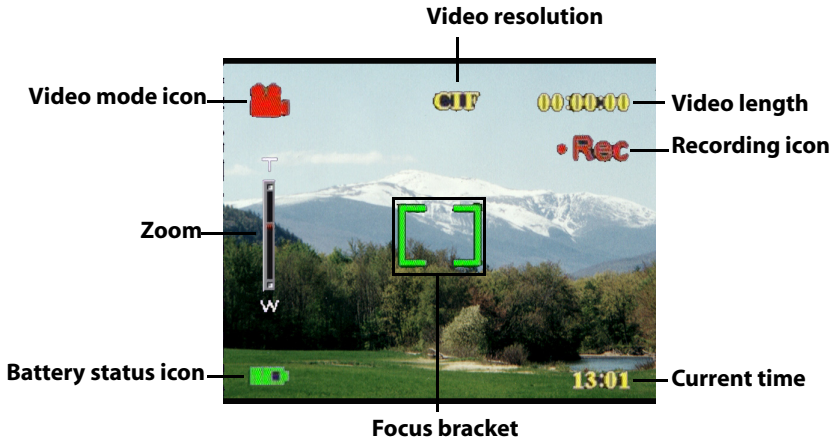 Video resolution
Video mode icon
CIF
00:00:00
Video length
Rec
Recording icon
T
Zoom
W
Battery status icon
13:01
Current time
Focus bracket